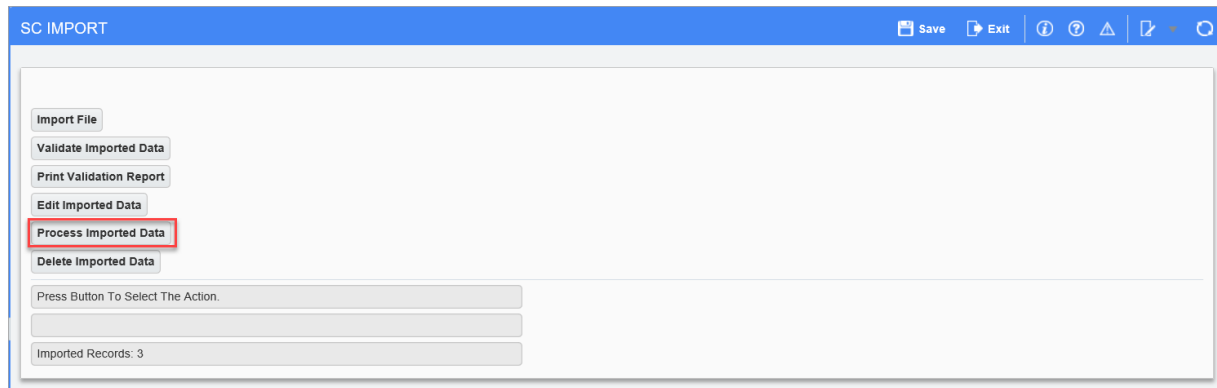 SC IMPORT Save Exit
Import File
Validate Imported Data
Print Validation Report
Edit Imported Data
Process Imported Data
Delete Imported Data
Press Button To Select The Action.
Imported Records: 3